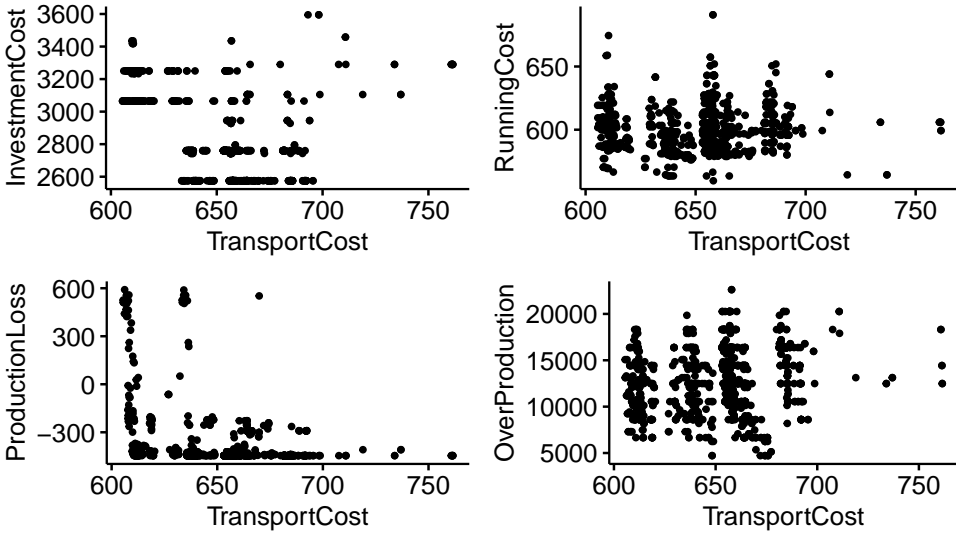 InvestmentCost
3600
3400
3200
3000
2800
2600
600 650 700 750
TransportCost
RunningCost
650
600
600 650 700 750
TransportCost
ProductionLoss
600
300
0
−300
600 650 700 750
TransportCost
OverProduction
20000
15000
10000
5000
600 650 700 750
TransportCost